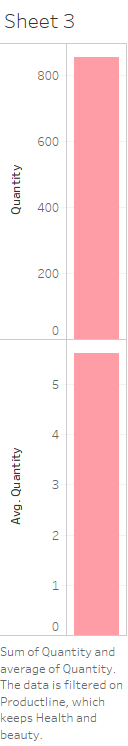 Sheet 3
Quantity
800
600
400
200
0
Avg. Quantity
5
4
3
2
1
0
Sum of Quantity and
average of Quantity.
The data is filtered on
Productline, which
keeps Health and
beauty.